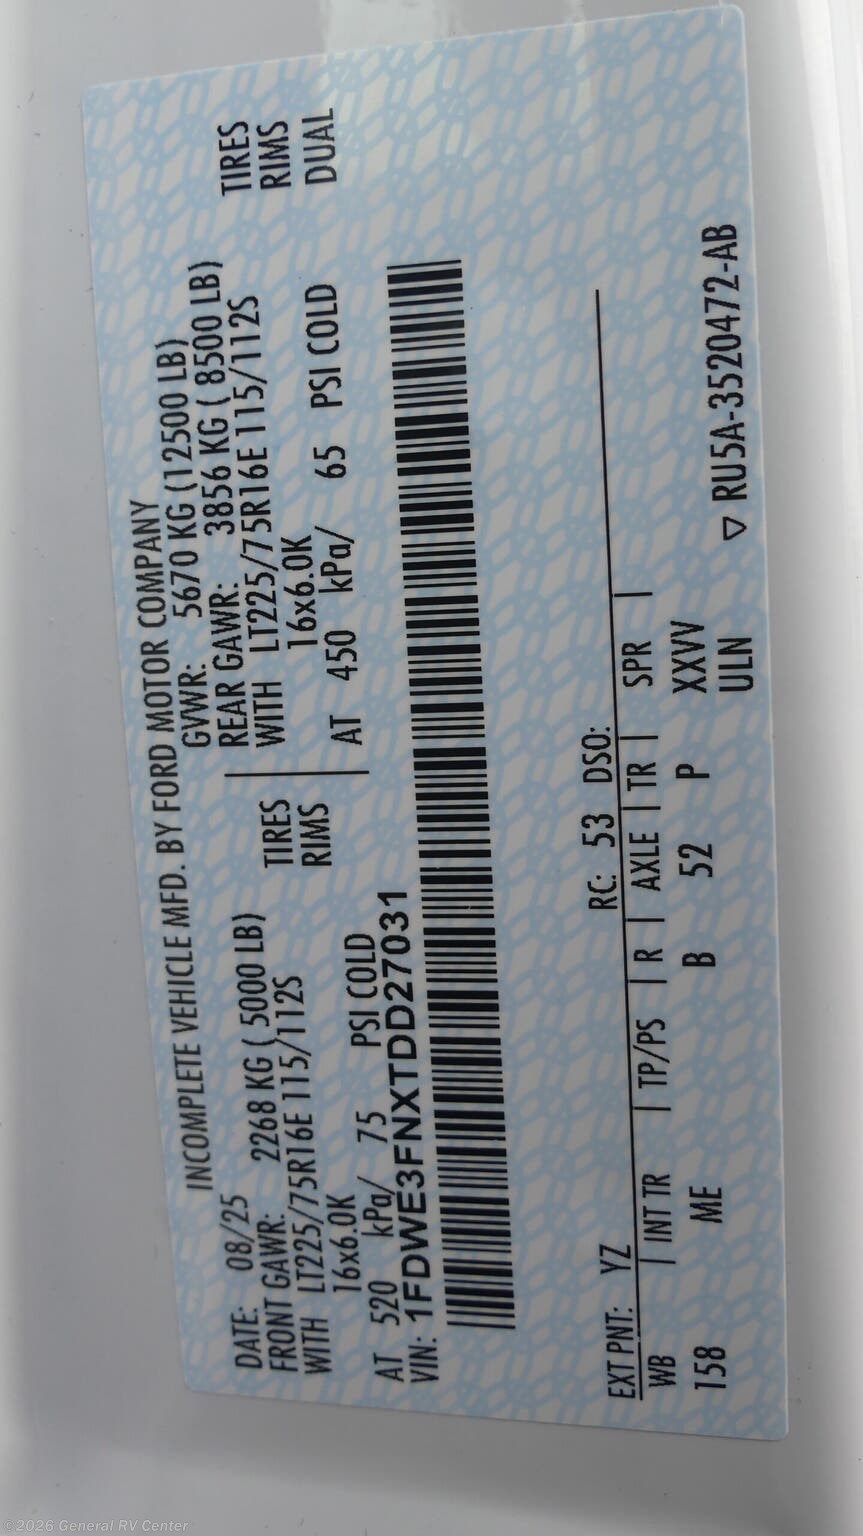 INCOMPLETE VEHICLE MFD. BY FORD MOTOR COMPANY
DATE: 08/25 GVWR: 5670 KG (12500 LB)
FRONT GAWR: 2268 KG ( 5000 LB) REAR GAWR: 3856 KG ( 8500 LB)
WITH LT225/75R16E 115/112S TIRES WITH LT225/75R16E 115/112S TIRES
16x6.0K RIMS 16x6.0K RIMS
AT 520 kPa/ 75 PSI COLD AT 450 kPa/ 65 PSI COLD DUAL
VIN: 1FDWE3FNXTDD27031
EXT PNT: YZ RC: 53 DSO:
WB | INT TR | TP/PS | R | AXLE | TR | SPR |
158 ME B 52 P XXVV
ULN
▽ RU5A-3520472-AB
©2026 General RV Center